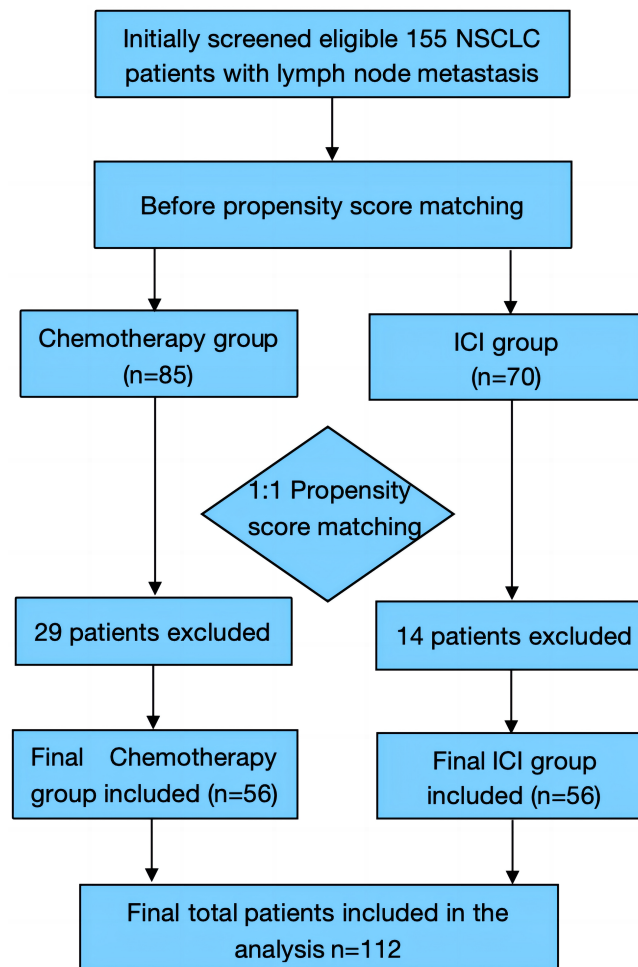 Initially screened eligible 155 NSCLC
patients with lymph node metastasis
Before propensity score matching
Chemotherapy group
(n=85)
ICI group
(n=70)
1:1 Propensity
score matching
29 patients excluded
14 patients excluded
Final Chemotherapy
group included (n=56)
Final ICI group
included (n=56)
Final total patients included in the
analysis n=112